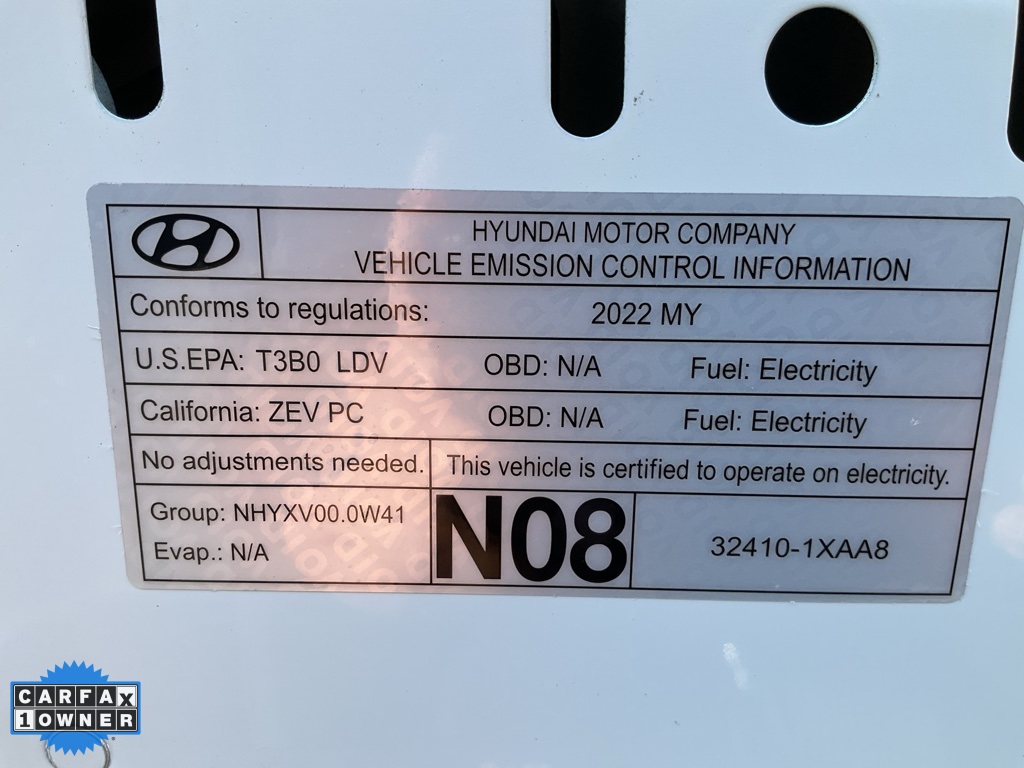 HYUNDAI MOTOR COMPANY
VEHICLE EMISSION CONTROL INFORMATION
Conforms to regulations: 2022 MY
U.S.EPA: T3B0 LDV OBD: N/A Fuel: Electricity
California: ZEV PC OBD: N/A Fuel: Electricity
No adjustments needed. This vehicle is certified to operate on electricity.
Group: NHYXV00.0W41
Evap.: N/A
N08
32410-1XAA8
CARFAX
1 OWNER